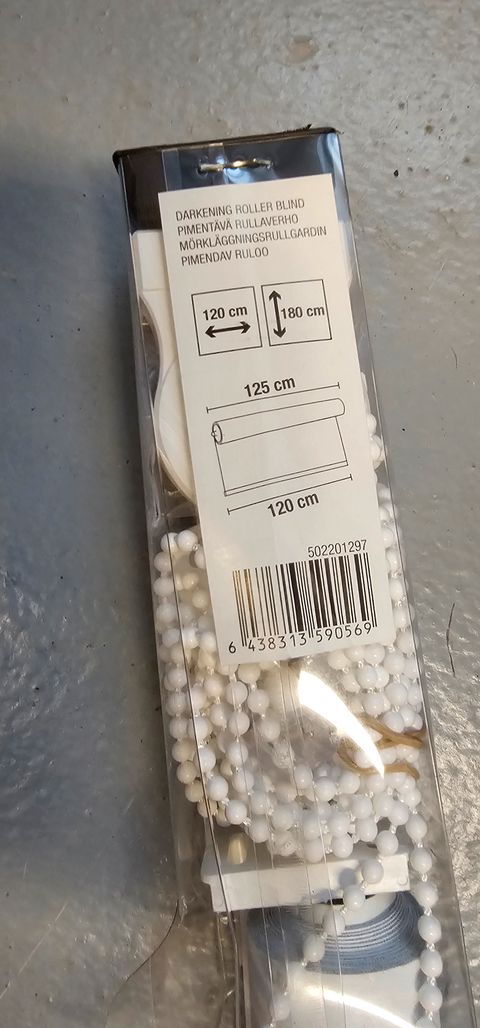 DARKENING ROLLER BLIND
PIMENTÄVÄ RULLAVERHO
MÖRKLÄGGNINGSRULLGARDIN
PIMENDAV RULOO
120 cm 180 cm
125 cm
120 cm
502201297
6 438313 590569